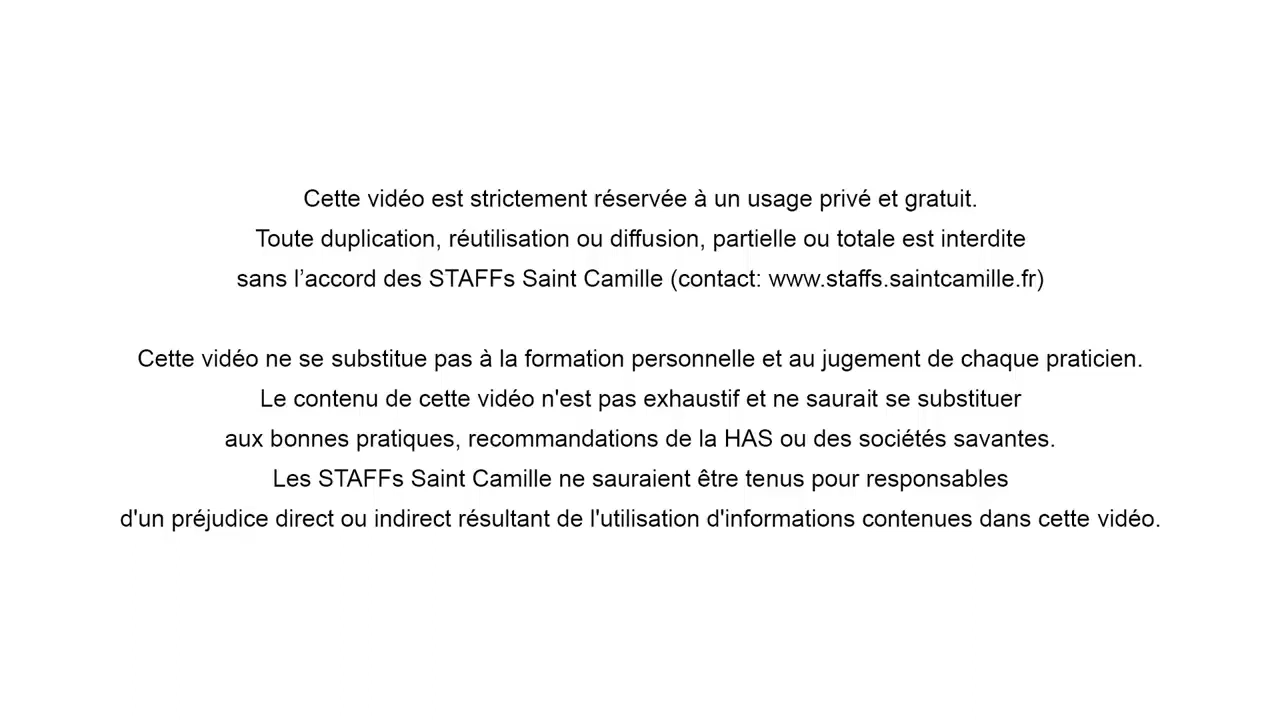 Cette vidéo est strictement réservée à un usage privé et gratuit.
Toute duplication, réutilisation ou diffusion, partielle ou totale est interdite
sans l’accord des STAFFs Saint Camille (contact: www.staffs.saintcamille.fr)
Cette vidéo ne se substitue pas à la formation personnelle et au jugement de chaque praticien.
Le contenu de cette vidéo n'est pas exhaustif et ne saurait se substituer
aux bonnes pratiques, recommandations de la HAS ou des sociétés savantes.
Les STAFFs Saint Camille ne sauraient être tenus pour responsables
d'un préjudice direct ou indirect résultant de l'utilisation d'informations contenues dans cette vidéo.